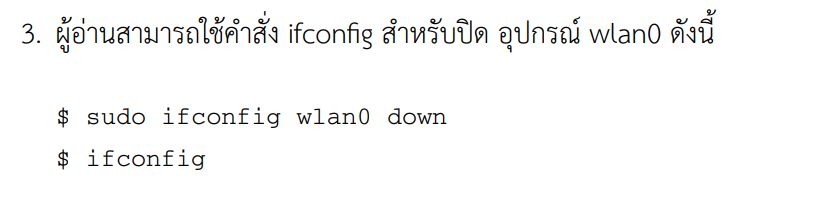 3. ผู้อ่านสามารถใช้คำสั่ง ifconfig สำหรับปิด อุปกรณ์ wlan0 ดังนี้
$ sudo ifconfig wlan0 down
$ ifconfig